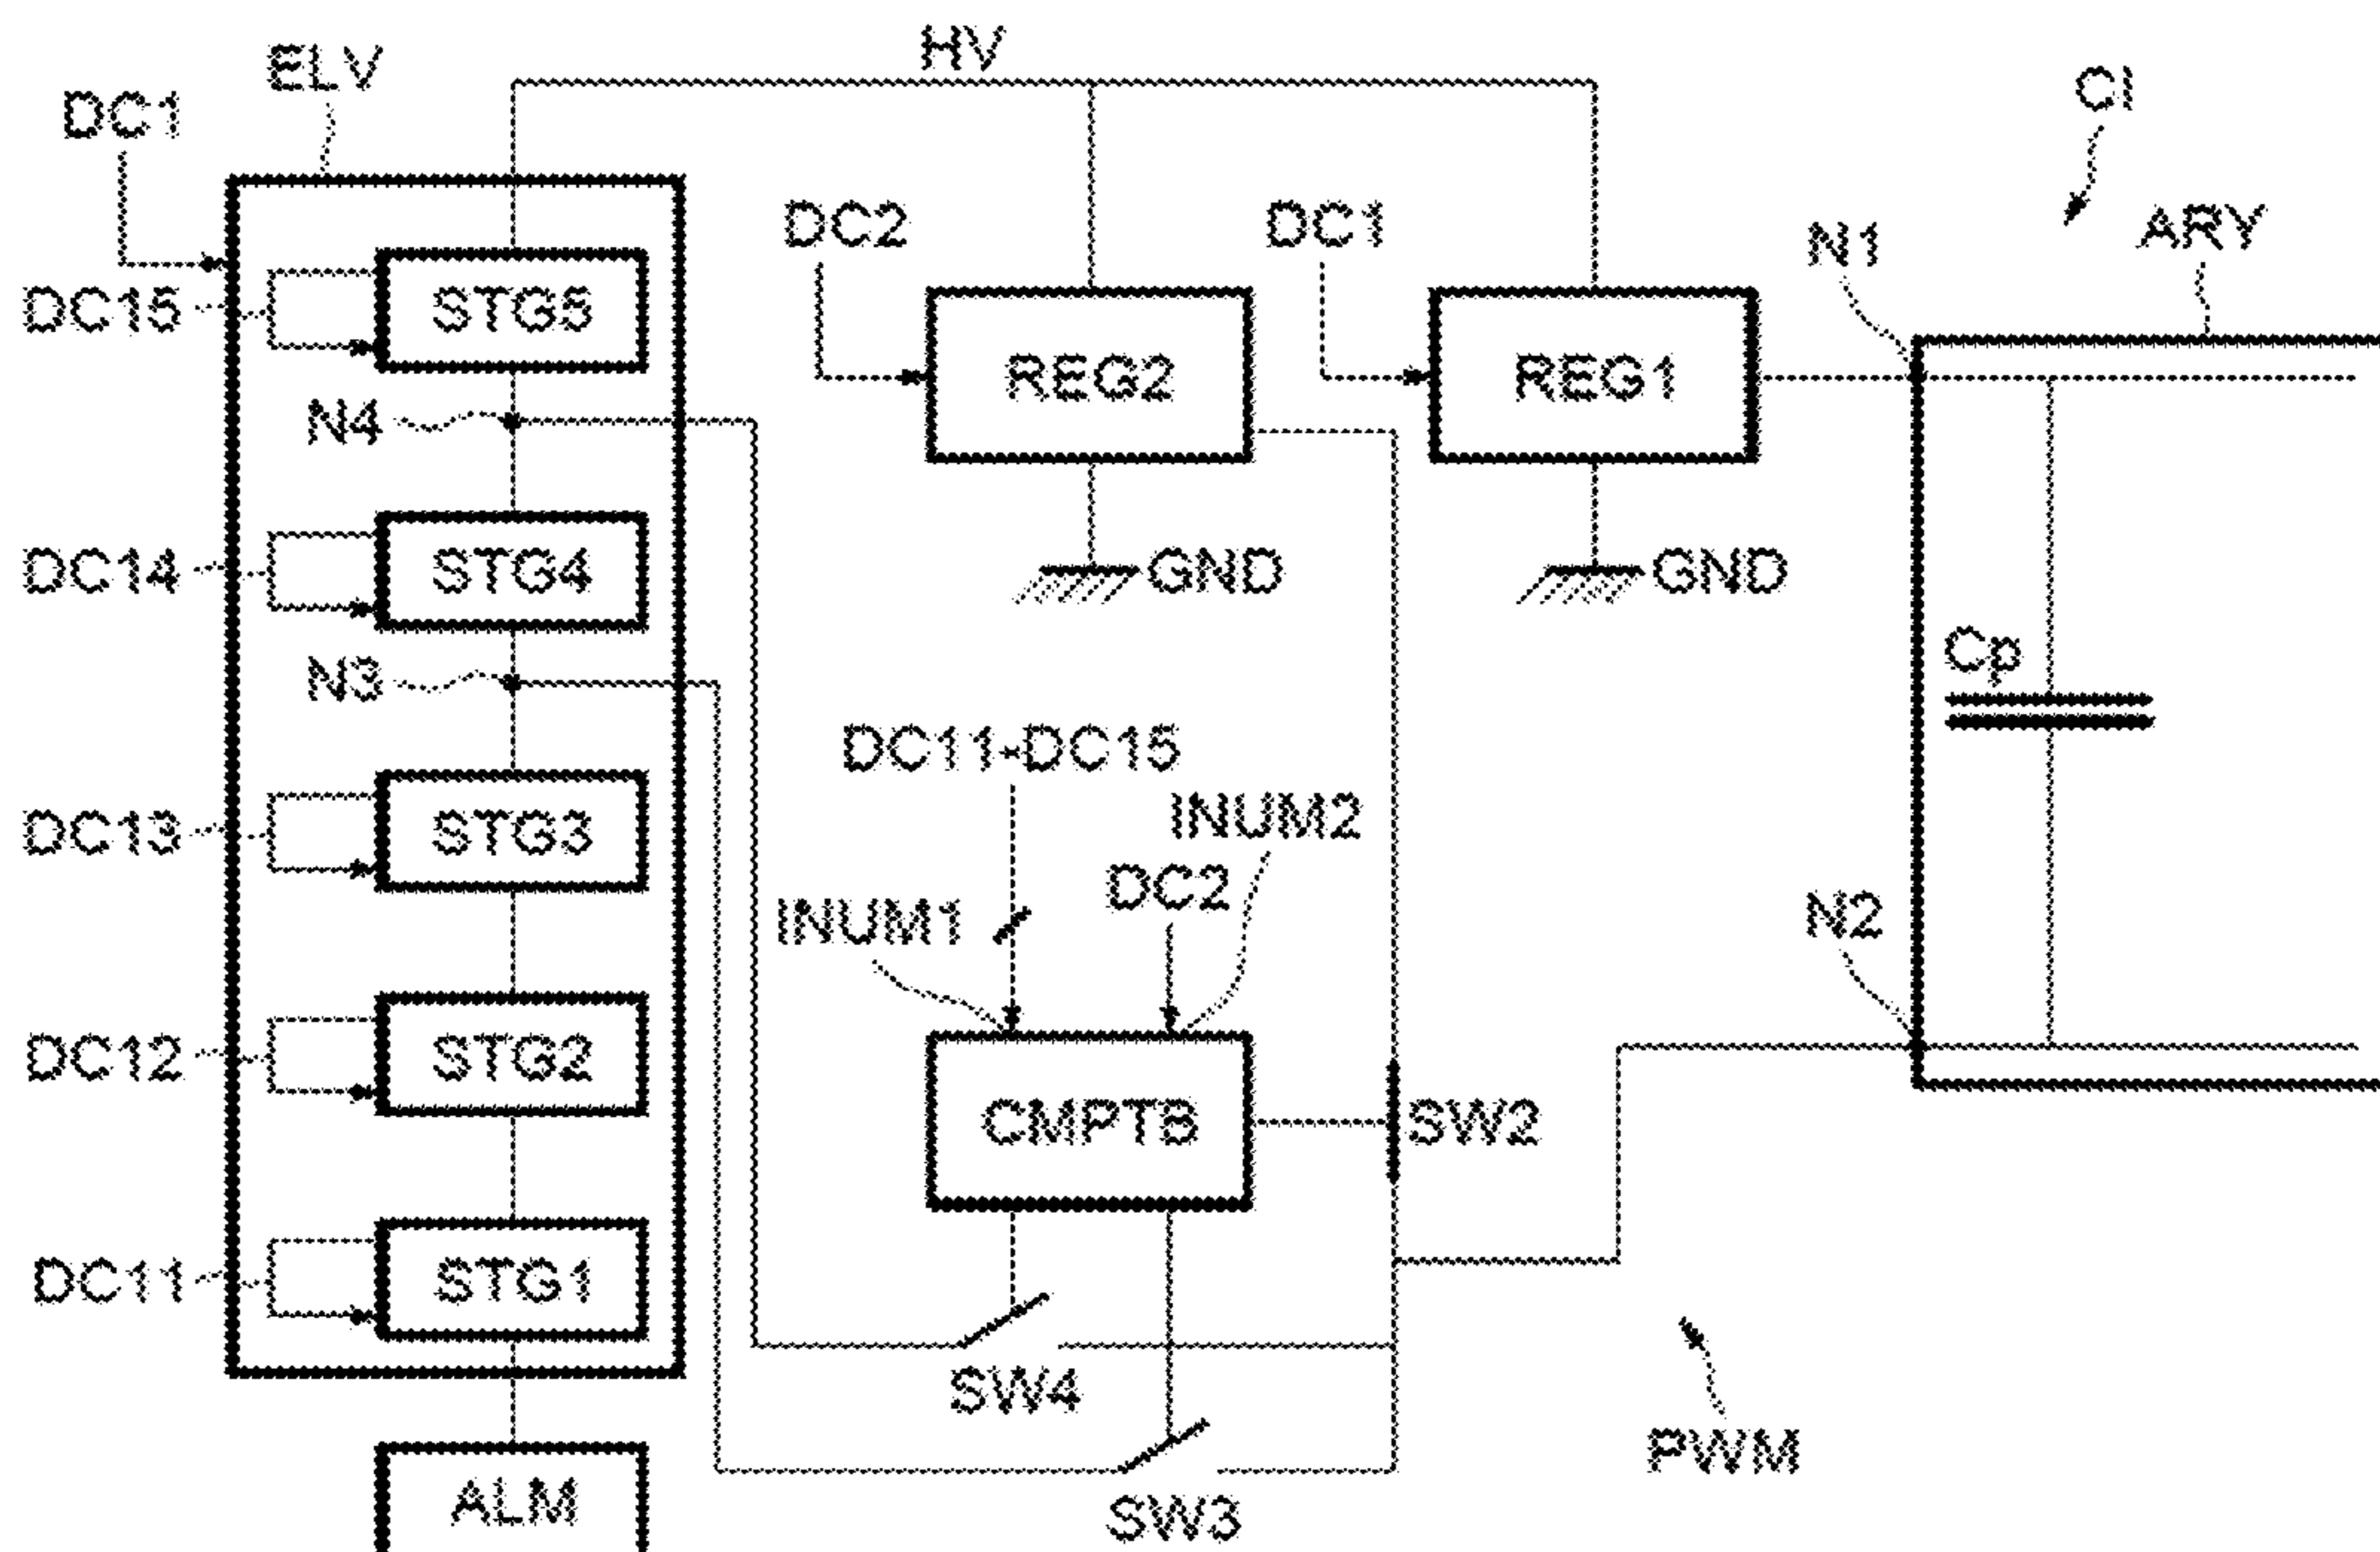 HV
ELV
CI
DC1
DC2
DC1
N1
ARY
DC15
STG5
REG2
REG1
N4
DC14
STG4
GND
GND
N3
Cp
DC11-DC15
INUM2
DC13
STG3
DC2
INUM1
N2
DC12
STG2
CMPTB
SW2
DC11
STG1
SW4
PWM
ALM
SW3